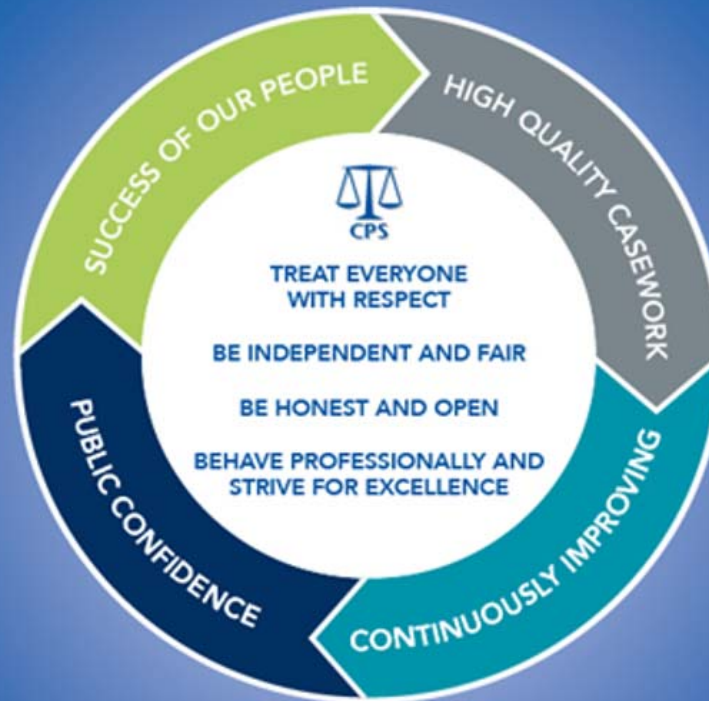 SUCCESS OF OUR PEOPLE
HIGH QUALITY CASEWORK
CONTINUOUSLY IMPROVING
PUBLIC CONFIDENCE
CPS
TREAT EVERYONE
WITH RESPECT
BE INDEPENDENT AND FAIR
BE HONEST AND OPEN
BEHAVE PROFESSIONALLY AND
STRIVE FOR EXCELLENCE